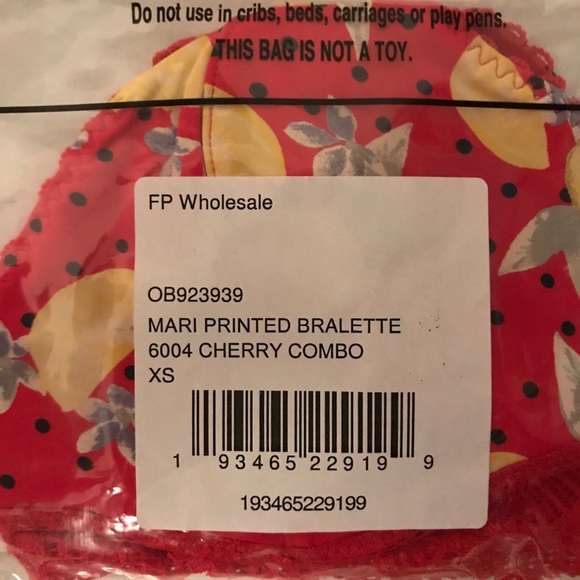 Do not use in cribs, beds, carriages or play pens.
THIS BAG IS NOT A TOY.
FP Wholesale
OB923939
MARI PRINTED BRALETTE
6004 CHERRY COMBO
XS
1 93465 22919 9
193465229199